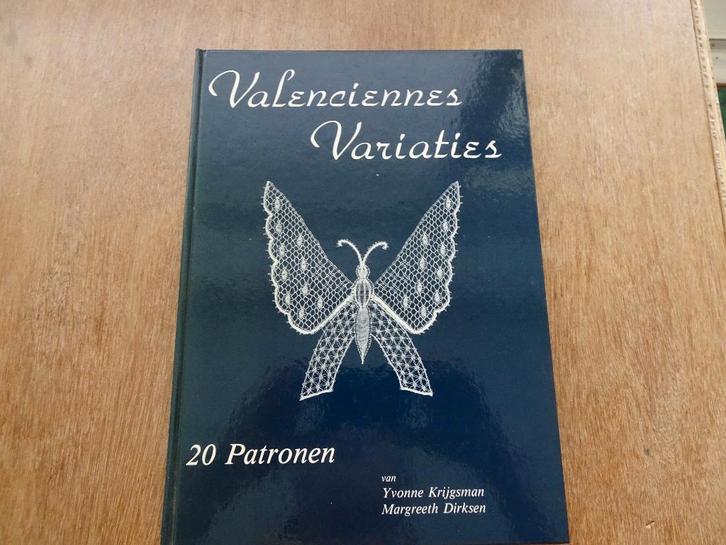 Valenciennes
Variaties
20 Patronen
van
Yvonne Krijgsman
Margreeth Dirksen